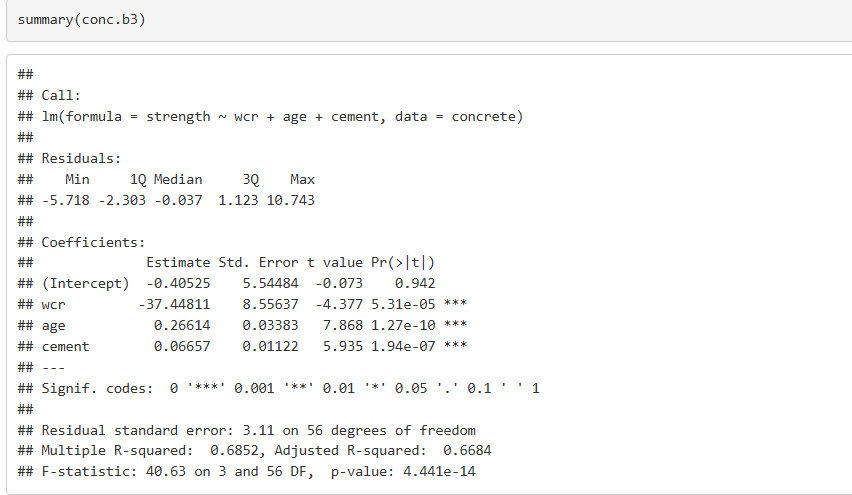 summary(conc.b3)
##
## Call:
## lm(formula = strength ~ wcr + age + cement, data = concrete)
##
## Residuals:
##    Min     1Q Median     3Q    Max
## -5.718 -2.303 -0.037  1.123 10.743
##
## Coefficients:
##              Estimate Std. Error t value Pr(>|t|)
## (Intercept)  -0.40525    5.54484  -0.073    0.942
## wcr         -37.44811    8.55637  -4.377 5.31e-05 ***
## age           0.26614    0.03383   7.868 1.27e-10 ***
## cement        0.06657    0.01122   5.935 1.94e-07 ***
## ---
## Signif. codes:  0 '***' 0.001 '**' 0.01 '*' 0.05 '.' 0.1 ' ' 1
##
## Residual standard error: 3.11 on 56 degrees of freedom
## Multiple R-squared:  0.6852, Adjusted R-squared:  0.6684
## F-statistic: 40.63 on 3 and 56 DF,  p-value: 4.441e-14